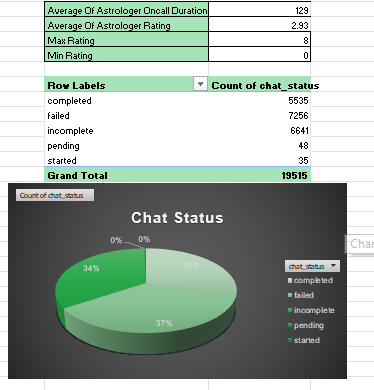 Average Of Astrologer Oncall Duration 129
Average Of Astrologer Rating 2.93
Max Rating 8
Min Rating 0
Row Labels Count of chat_status
completed 5535
failed 7256
incomplete 6641
pending 48
started 35
Grand Total 19515
Count of chat_status
Chat Status
0% 0%
34%
37%
chat_status
completed
failed
incomplete
pending
started